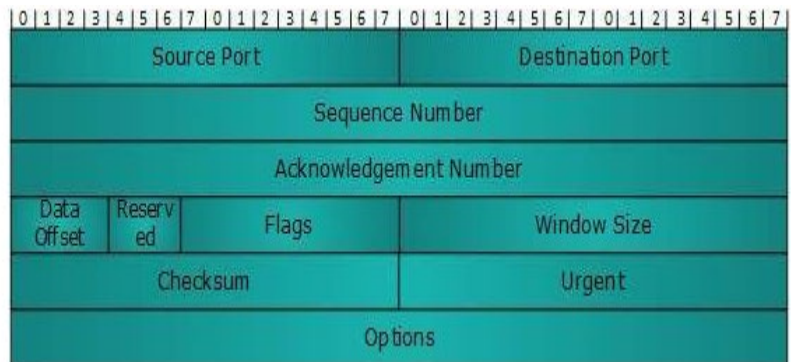 0 1 2 3 4 5 6 7 0 1 2 3 4 5 6 7 0 1 2 3 4 5 6 7 0 1 2 3 4 5 6 7
Source Port Destination Port
Sequence Number
Acknowledgement Number
Data Offset Reserved Flags Window Size
Checksum Urgent
Options